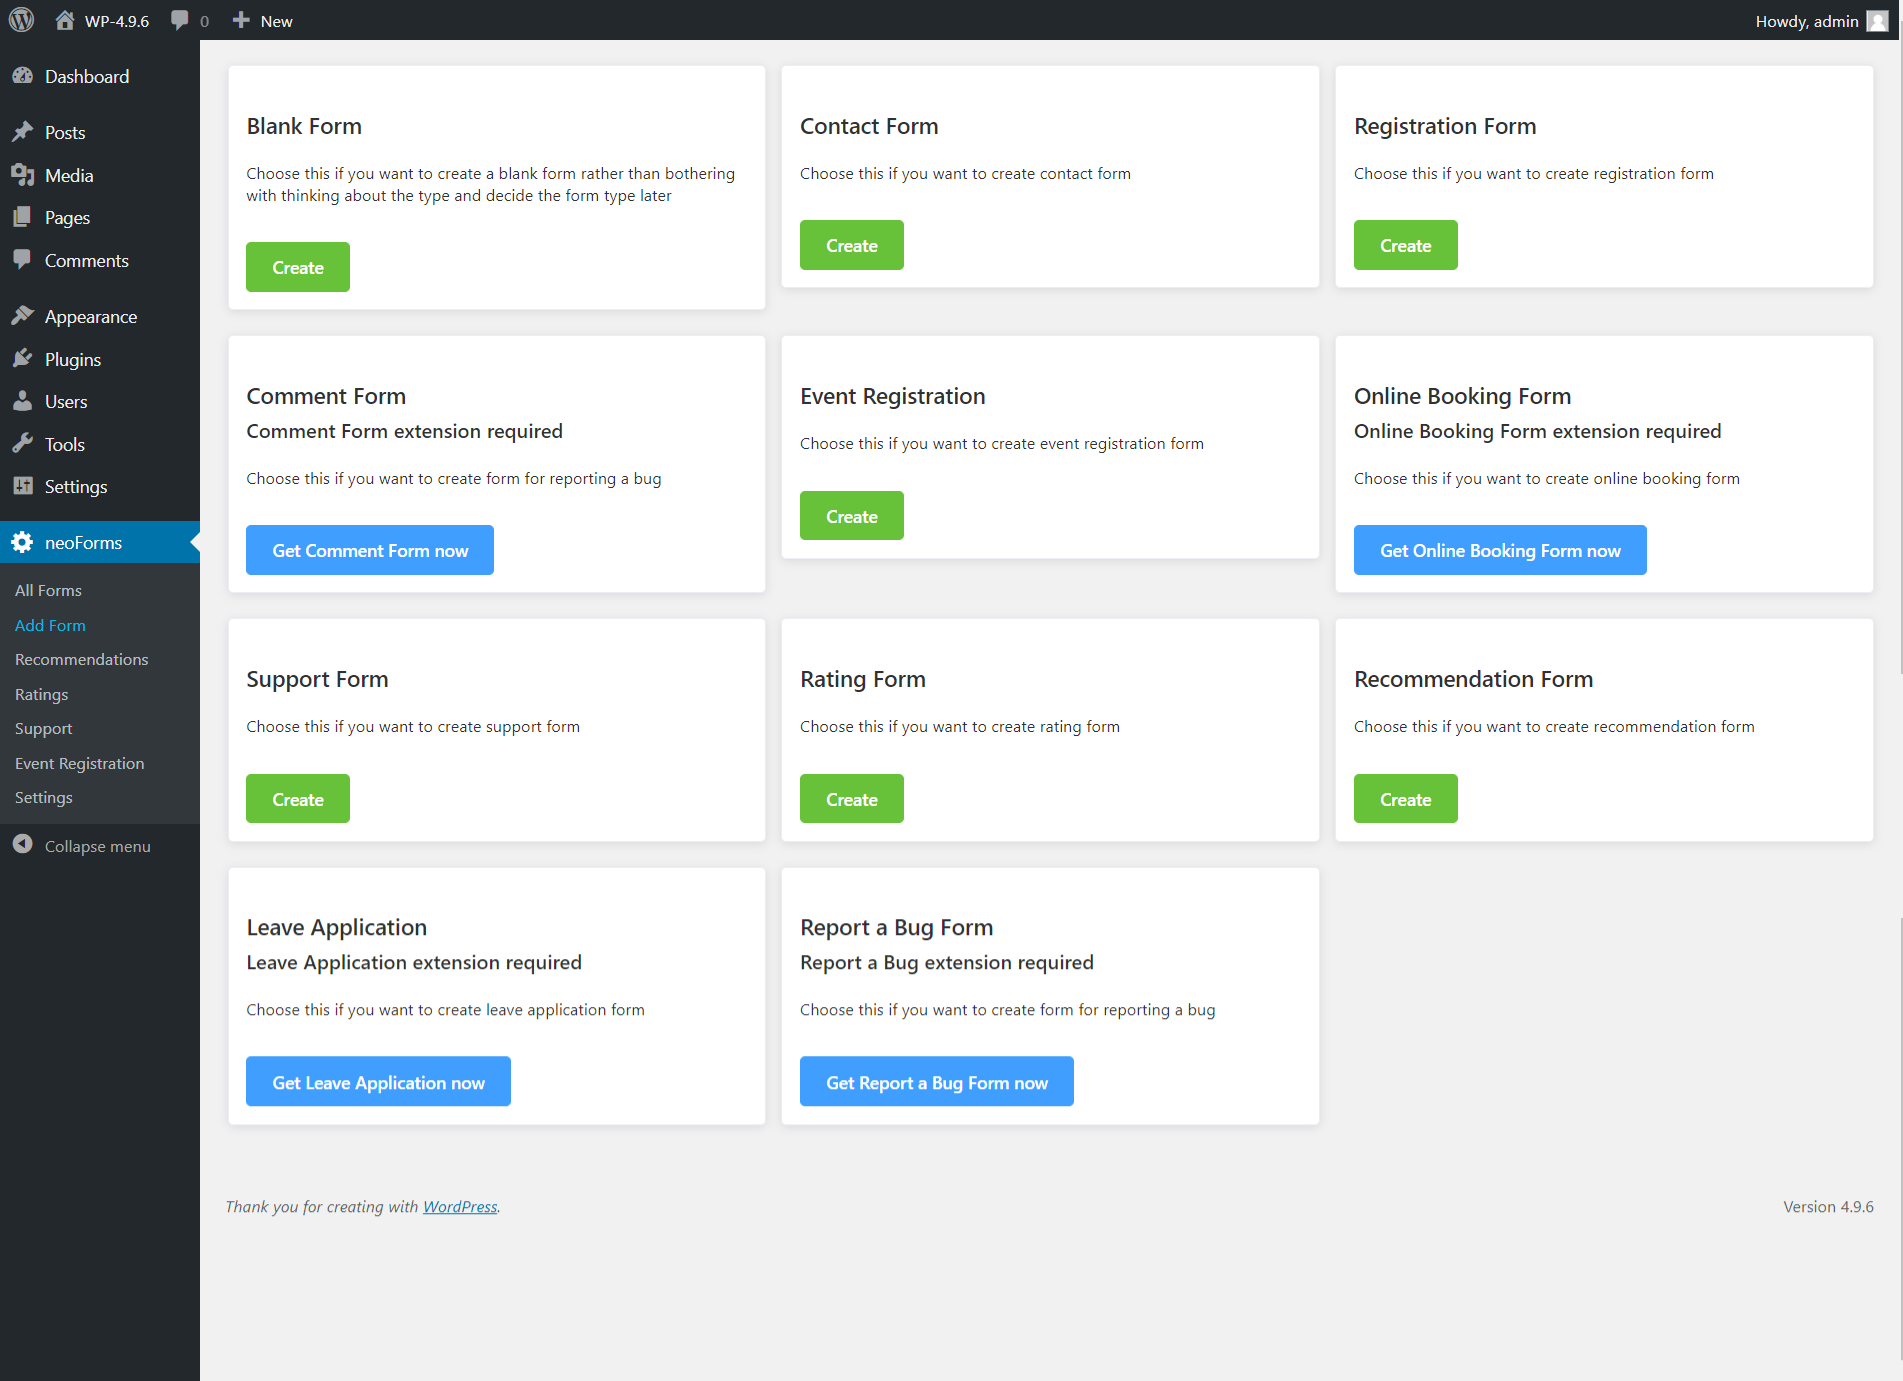 WP-4.9.6
0
New
Howdy, admin
Dashboard
Posts
Media
Pages
Comments
Appearance
Plugins
Users
Tools
Settings
neoForms
All Forms
Add Form
Recommendations
Ratings
Support
Event Registration
Settings
Collapse menu
Blank Form
Choose this if you want to create a blank form rather than bothering
with thinking about the type and decide the form type later
Create
Contact Form
Choose this if you want to create contact form
Create
Registration Form
Choose this if you want to create registration form
Create
Comment Form
Comment Form extension required
Choose this if you want to create form for reporting a bug
Get Comment Form now
Event Registration
Choose this if you want to create event registration form
Create
Online Booking Form
Online Booking Form extension required
Choose this if you want to create online booking form
Get Online Booking Form now
Support Form
Choose this if you want to create support form
Create
Rating Form
Choose this if you want to create rating form
Create
Recommendation Form
Choose this if you want to create recommendation form
Create
Leave Application
Leave Application extension required
Choose this if you want to create leave application form
Get Leave Application now
Report a Bug Form
Report a Bug extension required
Choose this if you want to create form for reporting a bug
Get Report a Bug Form now
Thank you for creating with WordPress.
Version 4.9.6